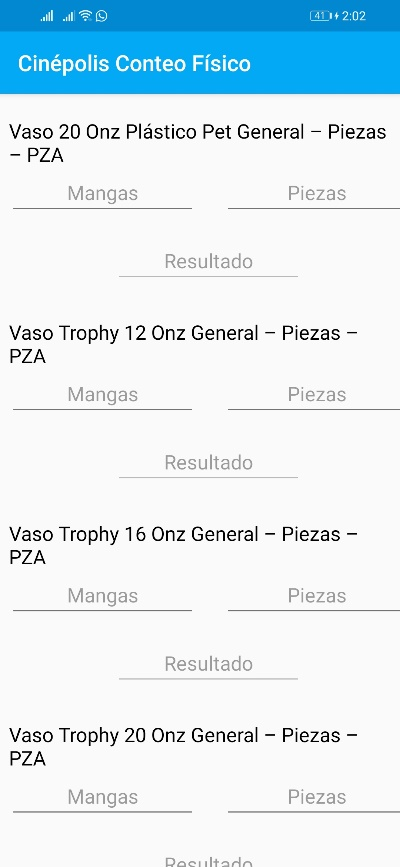 41 2:02
Cinépolis Conteo Físico
Vaso 20 Onz Plástico Pet General – Piezas
– PZA
Mangas Piezas
Resultado
Vaso Trophy 12 Onz General – Piezas –
PZA
Mangas Piezas
Resultado
Vaso Trophy 16 Onz General – Piezas –
PZA
Mangas Piezas
Resultado
Vaso Trophy 20 Onz General – Piezas –
PZA
Mangas Piezas
Resultado